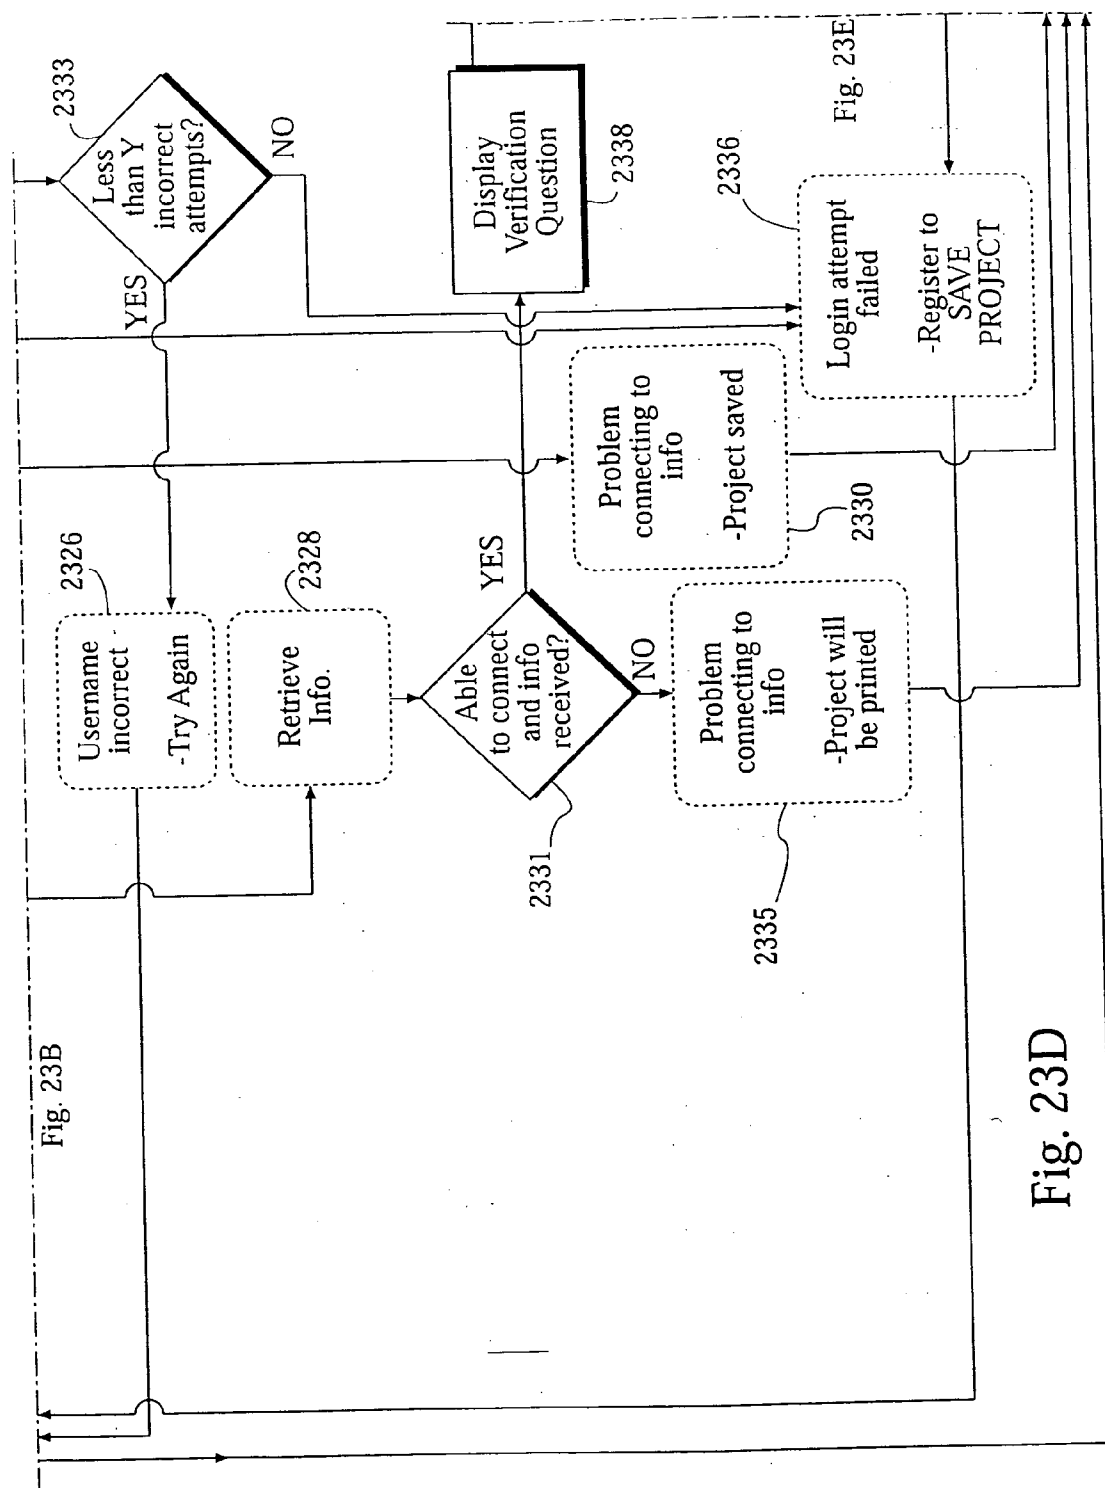 Fig. 23B
2333
Less
than Y
incorrect
attempts?
YES
NO
2326
Username
incorrect
-Try Again
2328
Retrieve
Info.
2331
Able
to connect
and info
received?
YES
NO
Display
Verification
Question
2338
Problem
connecting to
info
-Project saved
2330
2335
Problem
connecting to
info
-Project will
be printed
2336
Login attempt
failed
-Register to
SAVE
PROJECT
Fig. 23E
Fig. 23D